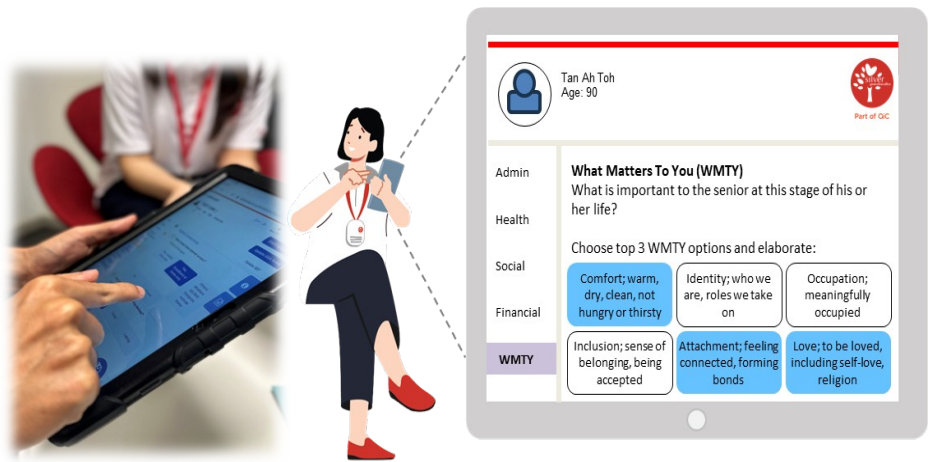 Tan Ah Toh
Age: 90
silver
Part of QiC
Admin
Health
Social
Financial
WMTY
What Matters To You (WMTY)
What is important to the senior at this stage of his or
her life?
Choose top 3 WMTY options and elaborate:
Comfort; warm,
dry, clean, not
hungry or thirsty
Identity; who we
are, roles we take
on
Occupation;
meaningfully
occupied
Inclusion; sense of
belonging, being
accepted
Attachment; feeling
connected, forming
bonds
Love; to be loved,
including self-love,
religion